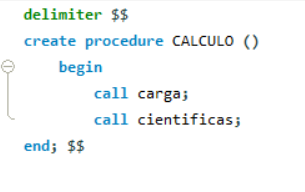 delimiter $$
create procedure CALCULO ()
begin
call carga;
call cientificas;
end; $$